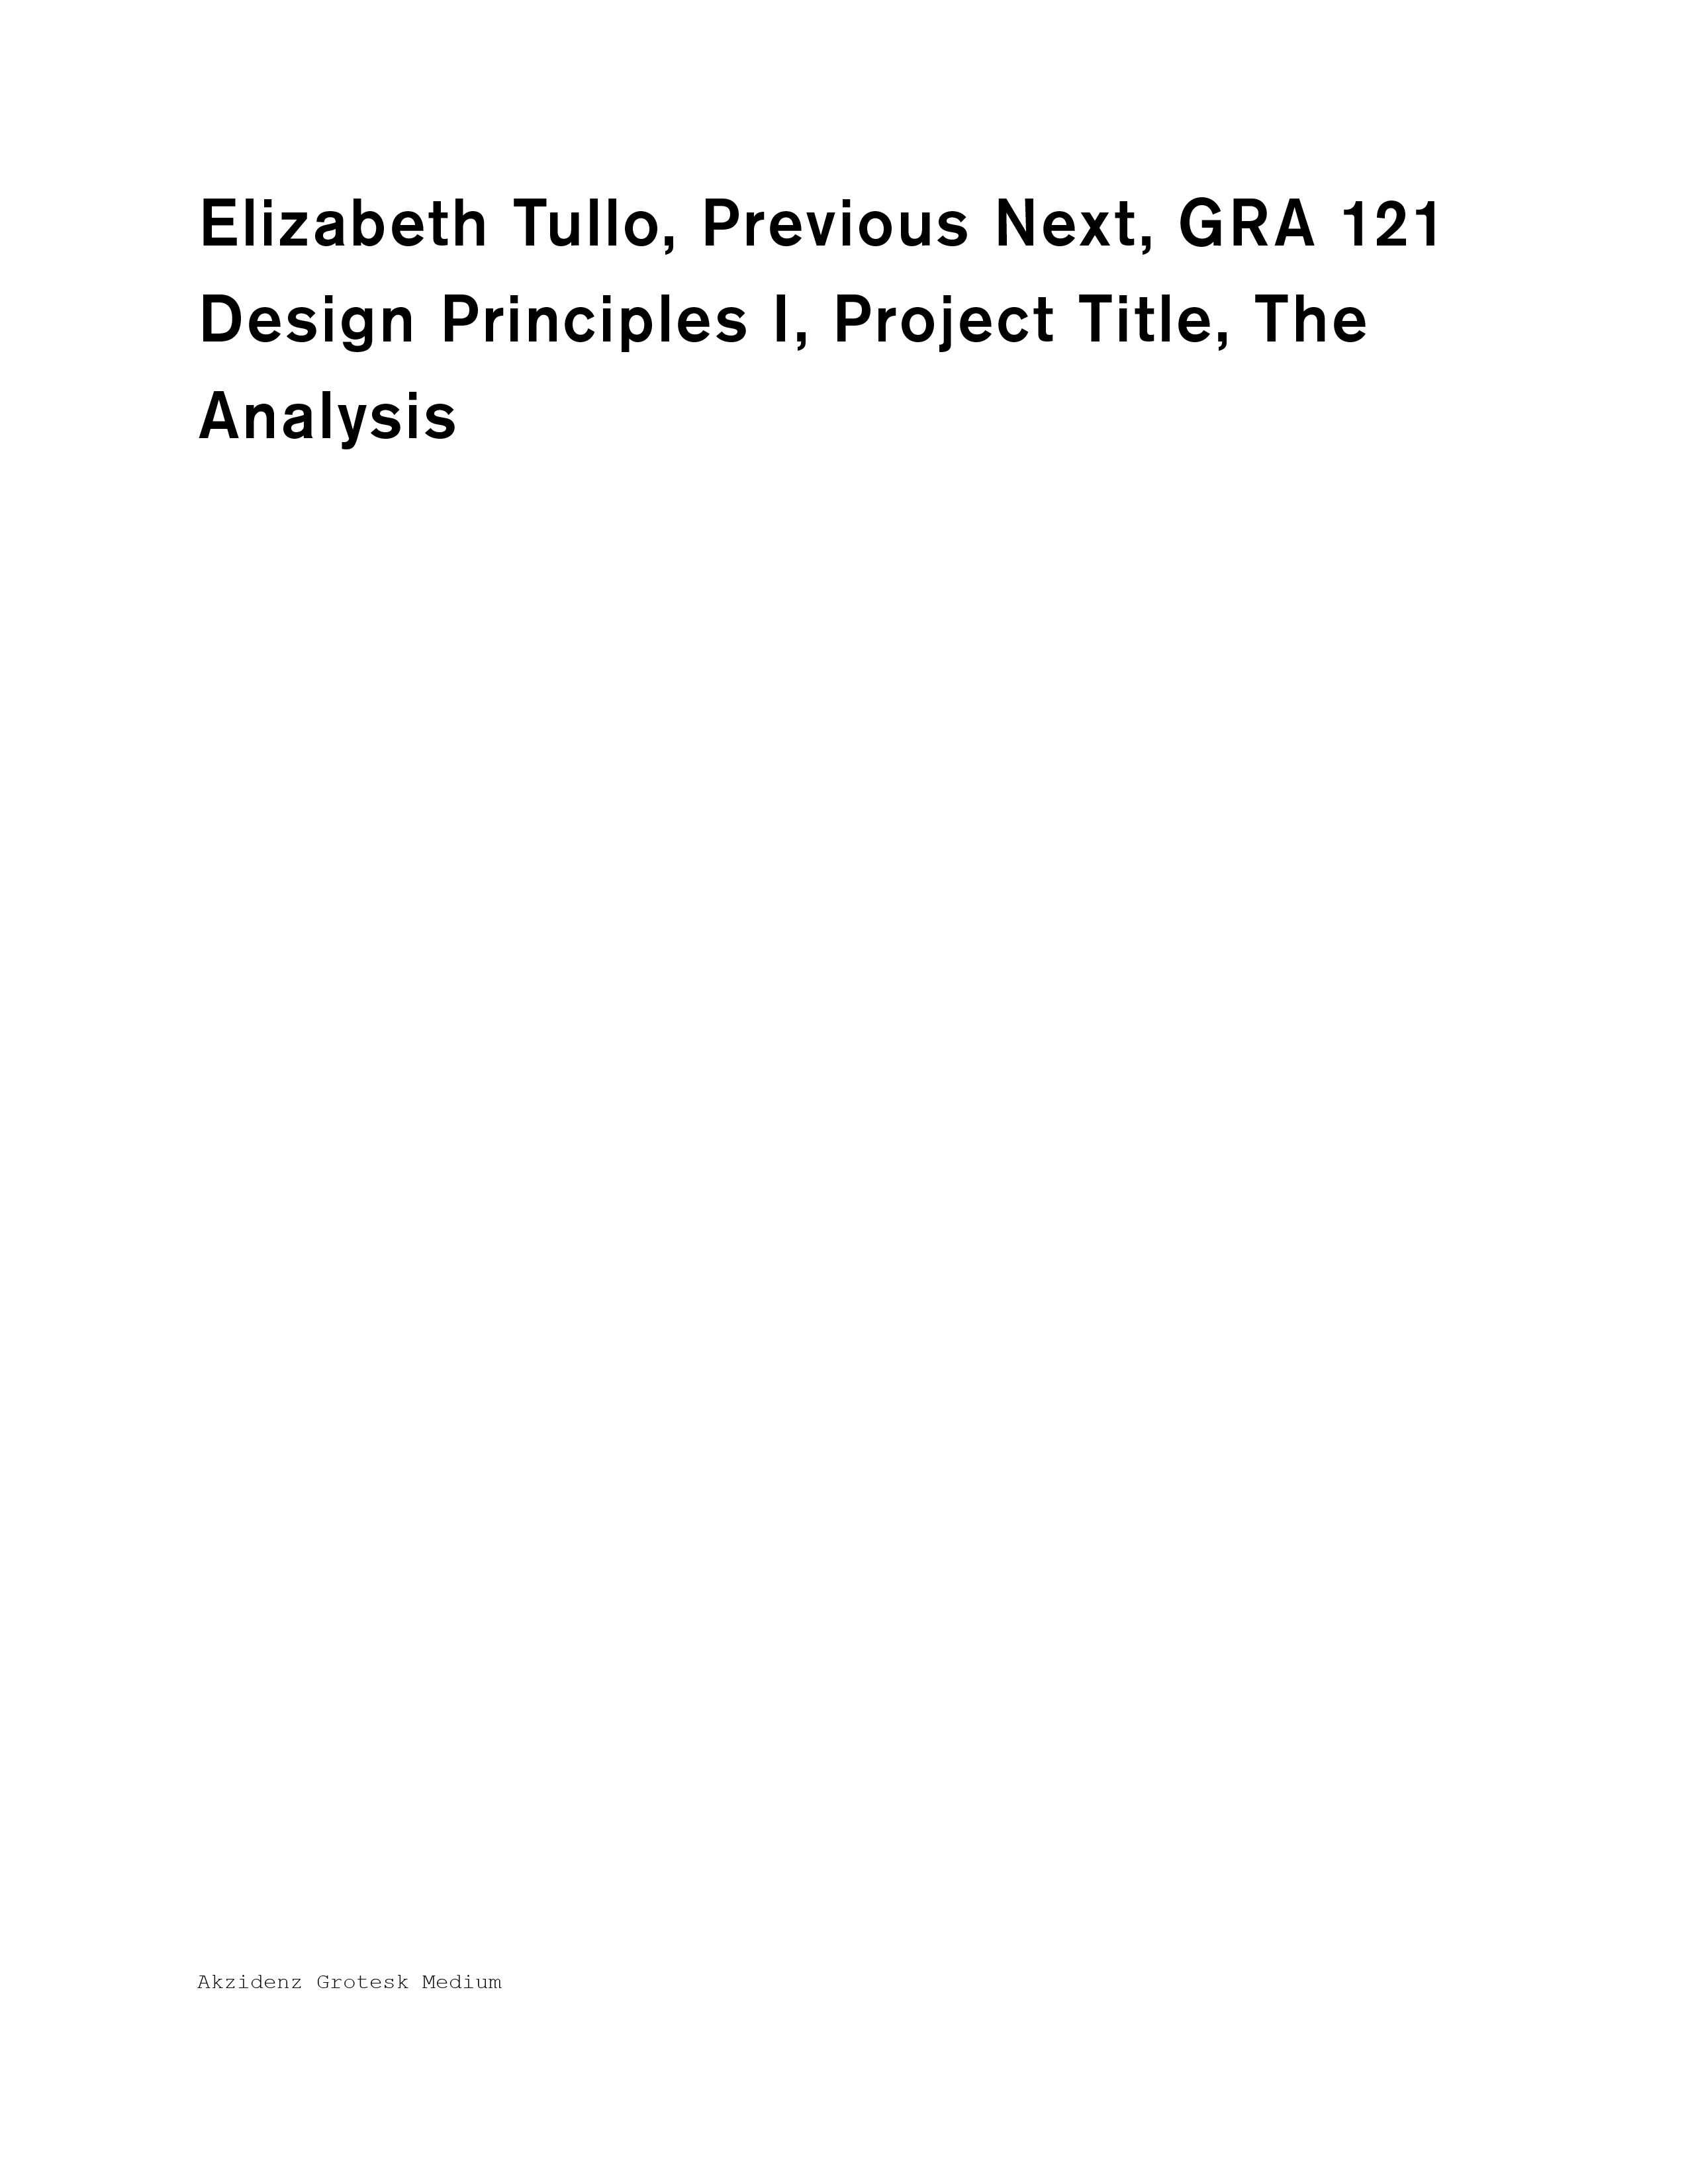 Elizabeth Tullo, Previous Next, GRA 121
Design Principles I, Project Title, The
Analysis
Akzidenz Grotesk Medium